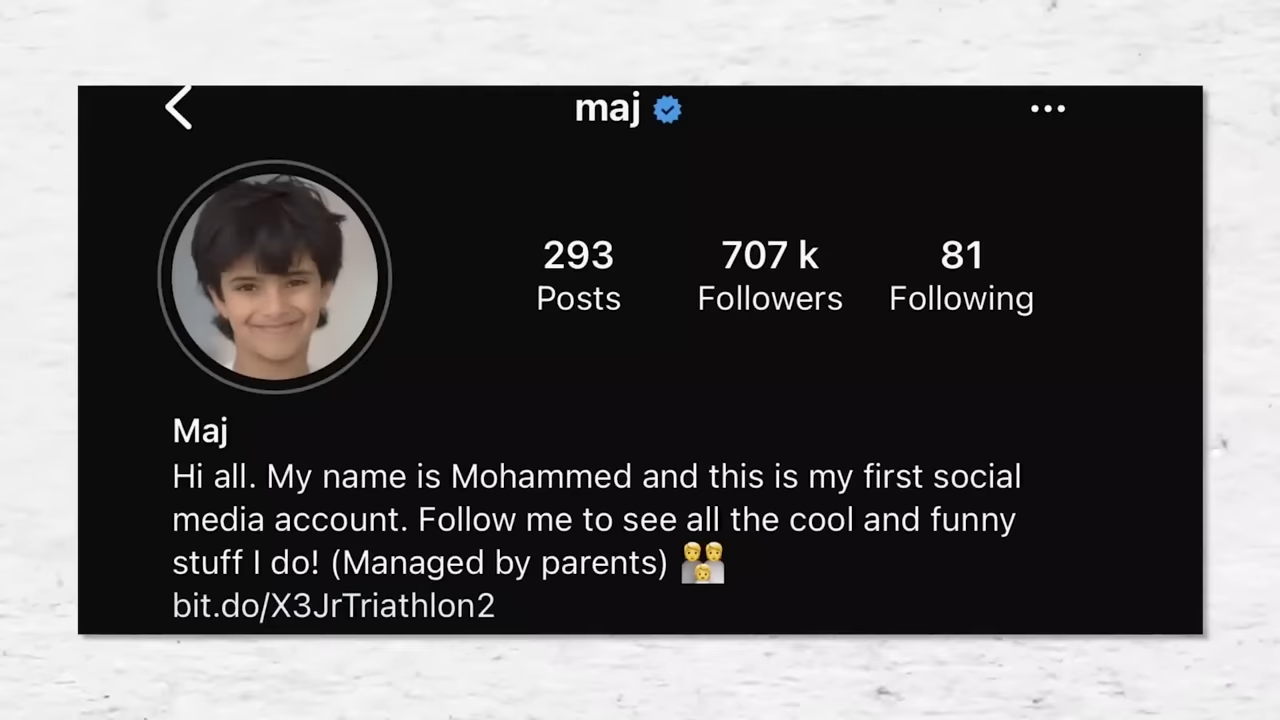 maj
293 707 k 81
Posts Followers Following
Maj
Hi all. My name is Mohammed and this is my first social
media account. Follow me to see all the cool and funny
stuff I do! (Managed by parents) 👨‍👩‍👦
bit.do/X3JrTriathlon2